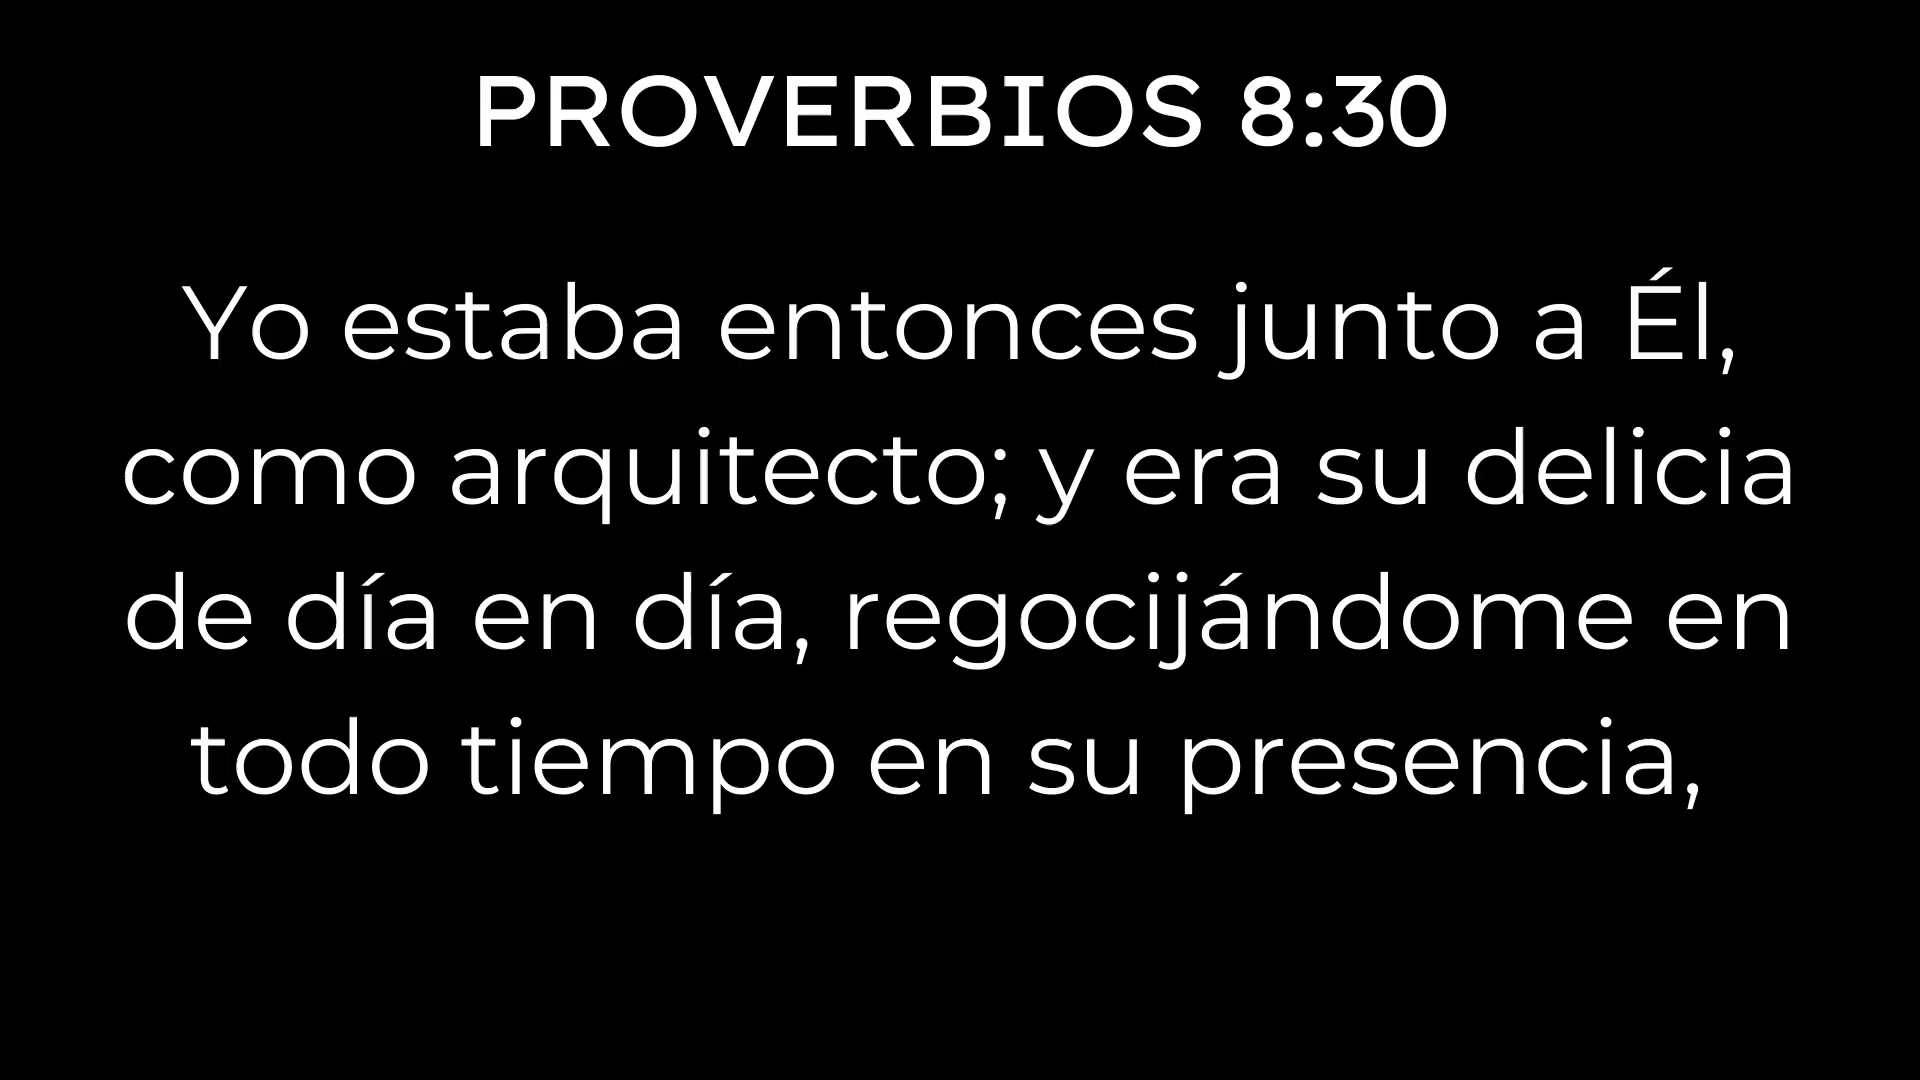 PROVERBIOS 8:30
Yo estaba entonces junto a Él,
como arquitecto; y era su delicia
de día en día, regocijándome en
todo tiempo en su presencia,